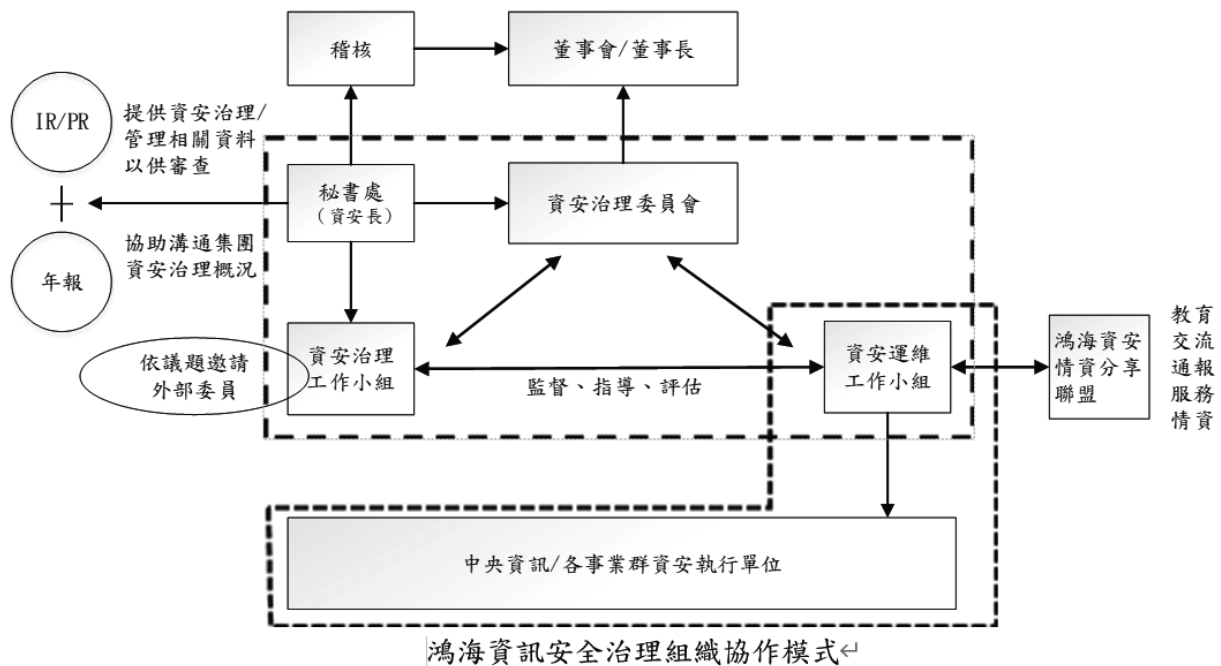 稽核
董事會/董事長
IR/PR
提供資安治理/
管理相關資料
以供審查
秘書處
(資安長)
資安治理委員會
年報
協助溝通集團
資安治理概況
依議題邀請
外部委員
資安治理
工作小組
監督、指導、評估
資安運維
工作小組
鴻海資安
情資分享
聯盟
教育
交流
通報
服務
情資
中央資訊/各事業群資安執行單位
鴻海資訊安全治理組織協作模式↵